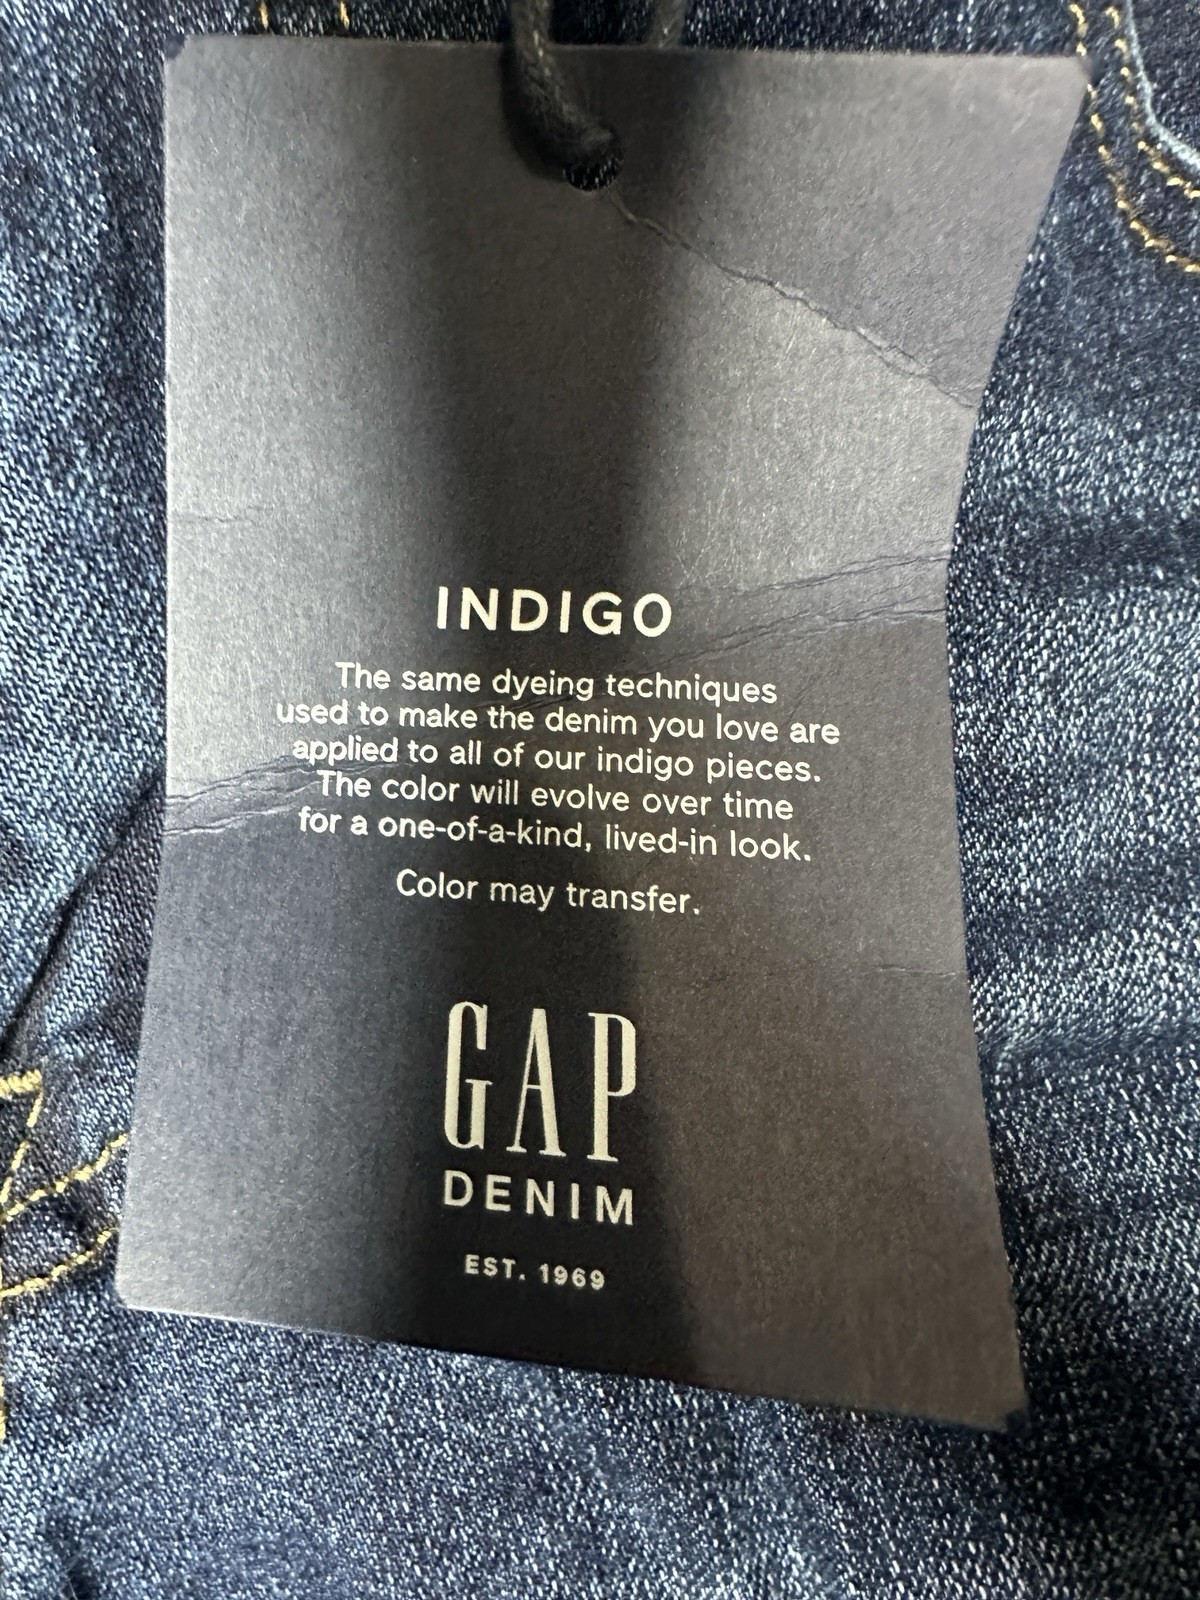 INDIGO
The same dyeing techniques
used to make the denim you love are
applied to all of our indigo pieces.
The color will evolve over time
for a one-of-a-kind, lived-in look.
Color may transfer.
GAP
DENIM
EST. 1969